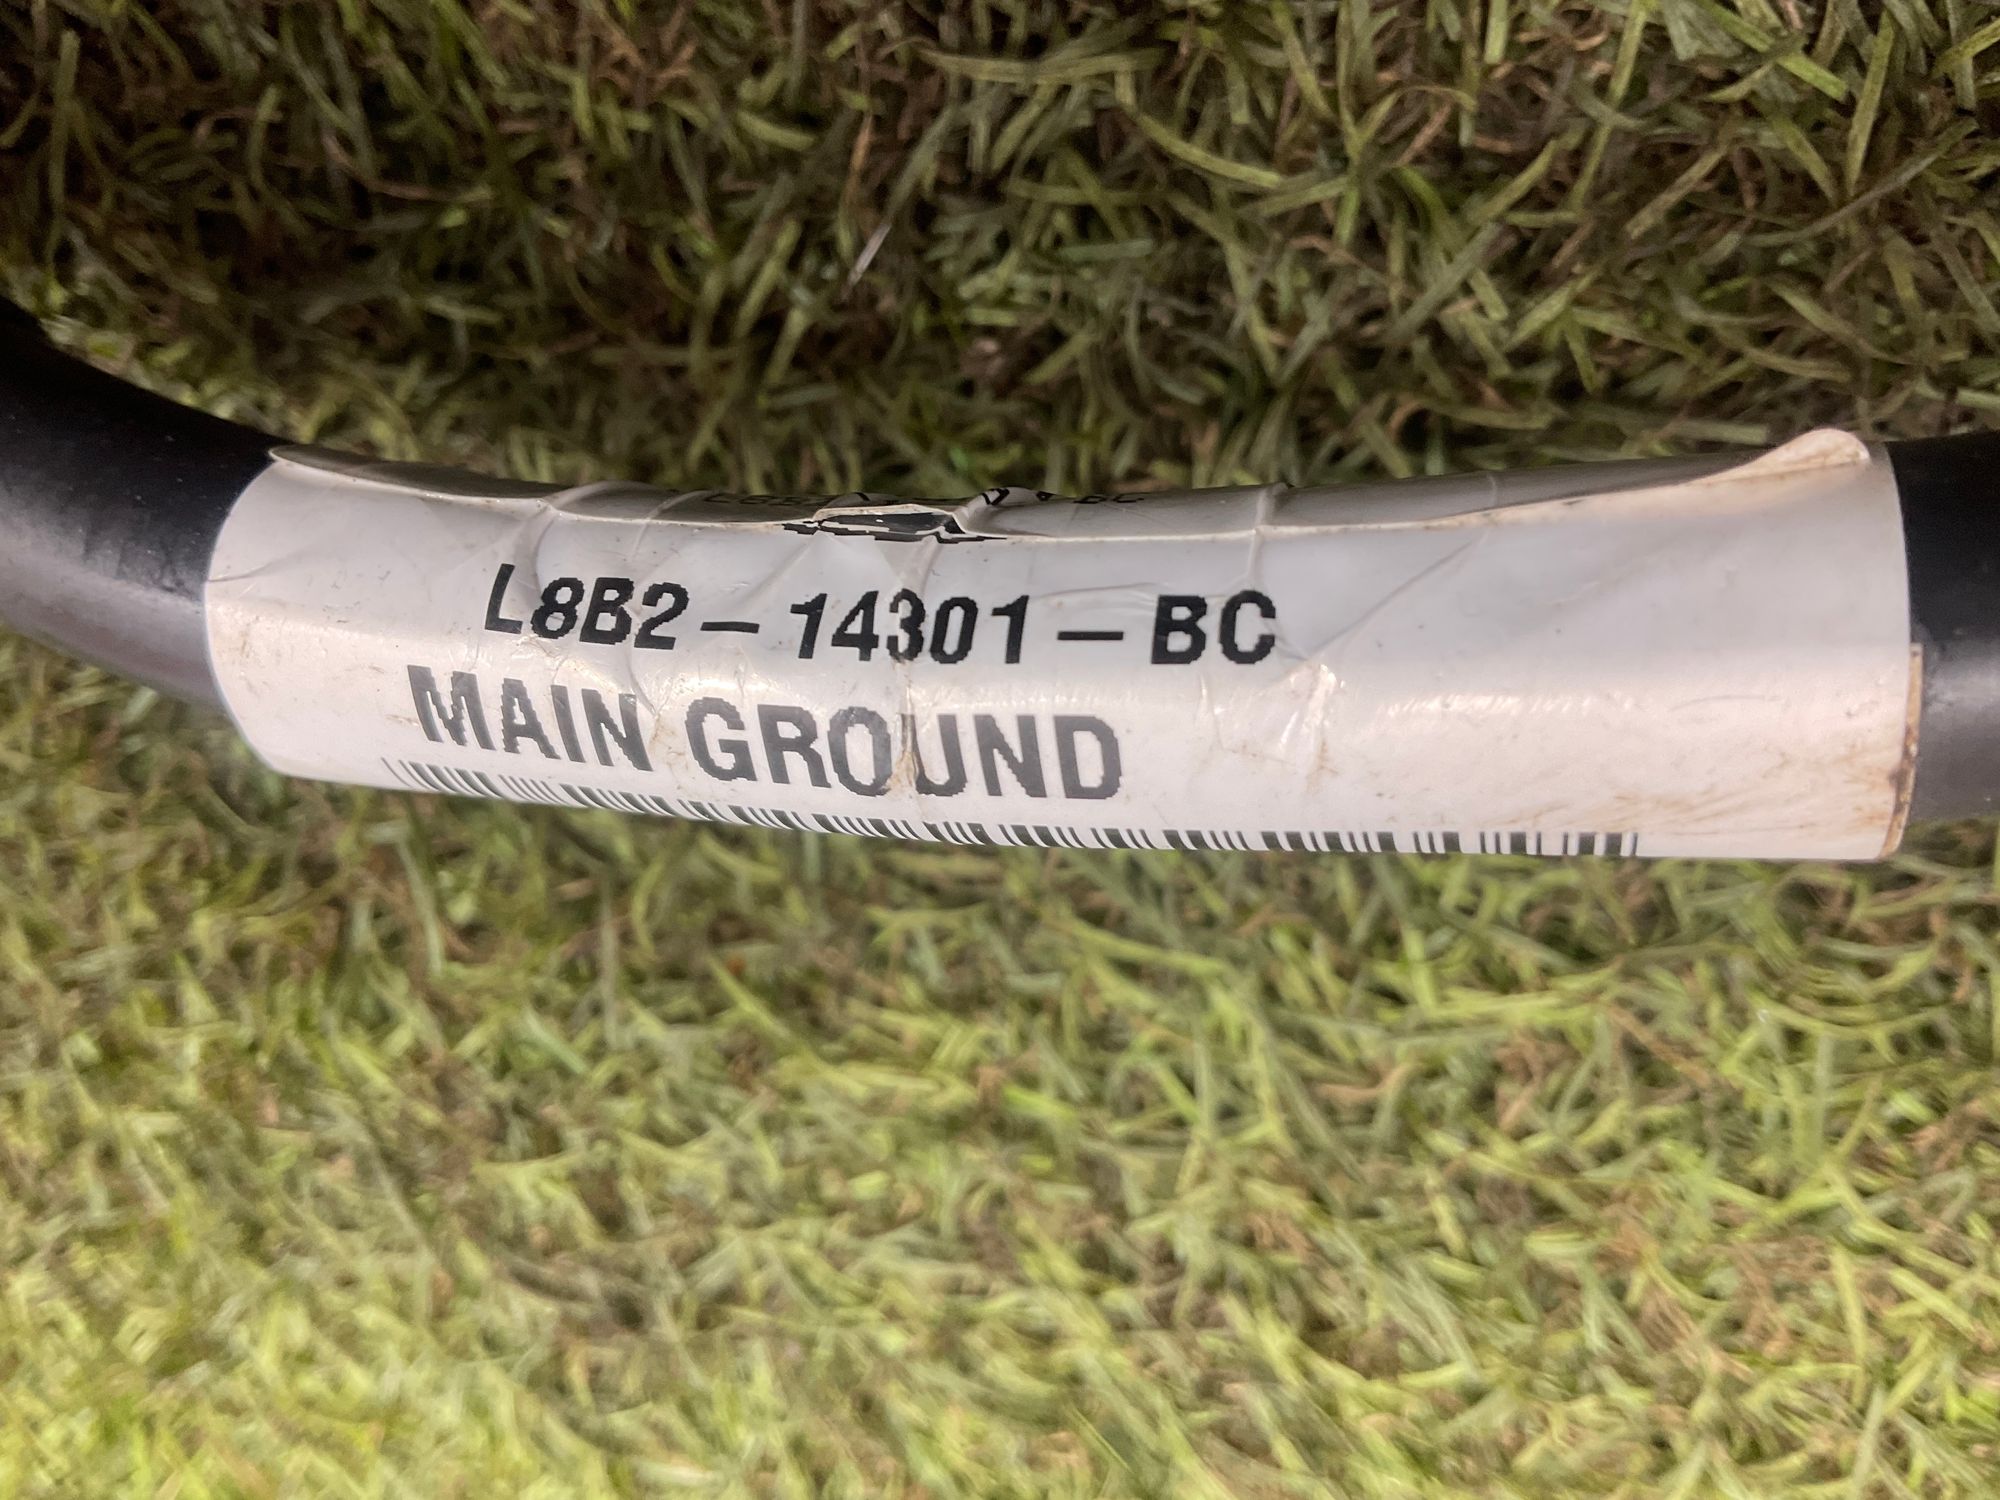 L8B2-14301-BC
MAIN GROUND